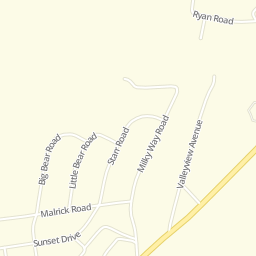 Ryan Road
Big Bear Road
Little Bear Road
Starr Road
Milky Way Road
Valleyview Avenue
Malrick Road
Sunset Drive